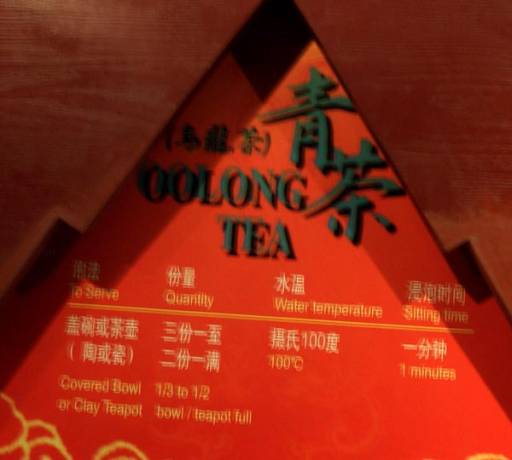 青茶
(烏龍茶)
OOLONG
TEA
泡法 份量 水温 浸泡时间
To Serve Quantity Water temperature Sitting time
盖碗或茶壶 三份一至 摄氏100度 一分钟
( 陶或瓷) 二份一满 100°C 1 minutes
Covered Bowl 1/3 to 1/2
or Clay Teapot bowl / teapot full